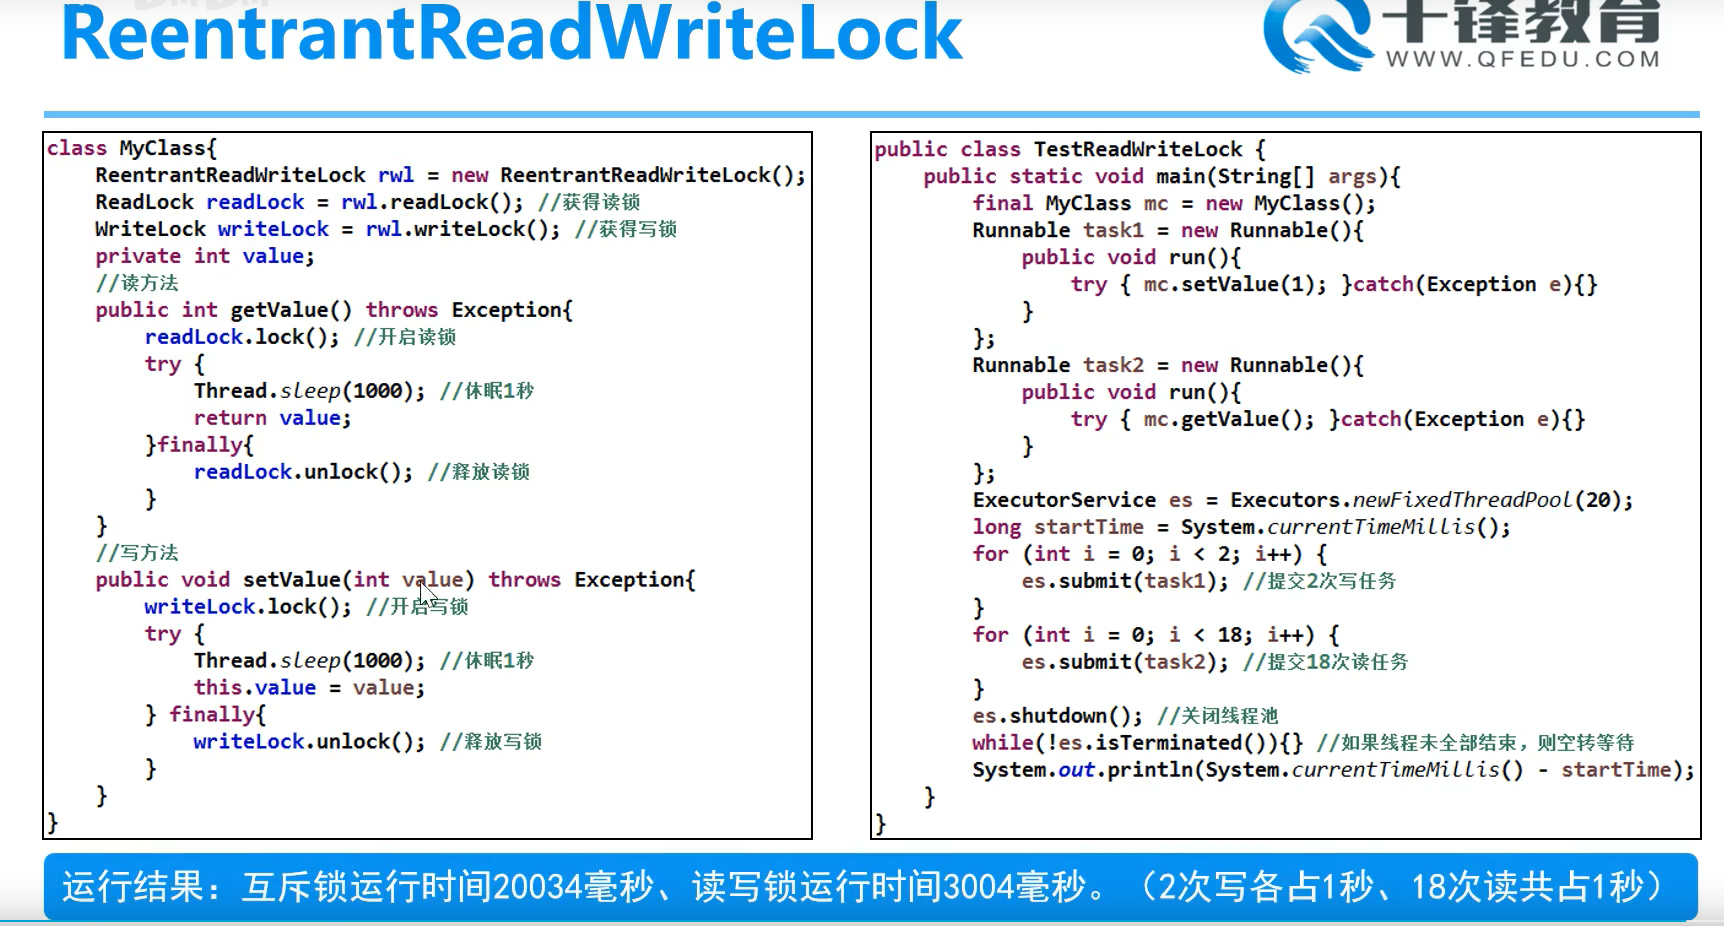 ReentrantReadWriteLock
千锋教育
WWW.QFEDU.COM
class MyClass{
    ReentrantReadWriteLock rwl = new ReentrantReadWriteLock();
    ReadLock readLock = rwl.readLock(); //获得读锁
    WriteLock writeLock = rwl.writeLock(); //获得写锁
    private int value;
    //读方法
    public int getValue() throws Exception{
        readLock.lock(); //开启读锁
        try {
            Thread.sleep(1000); //休眠1秒
            return value;
        }finally{
            readLock.unlock(); //释放读锁
        }
    }
    //写方法
    public void setValue(int value) throws Exception{
        writeLock.lock(); //开启写锁
        try {
            Thread.sleep(1000); //休眠1秒
            this.value = value;
        } finally{
            writeLock.unlock(); //释放写锁
        }
    }
}
public class TestReadWriteLock {
    public static void main(String[] args){
        final MyClass mc = new MyClass();
        Runnable task1 = new Runnable(){
            public void run(){
                try { mc.setValue(1); }catch(Exception e){}
            }
        };
        Runnable task2 = new Runnable(){
            public void run(){
                try { mc.getValue(); }catch(Exception e){}
            }
        };
        ExecutorService es = Executors.newFixedThreadPool(20);
        long startTime = System.currentTimeMillis();
        for (int i = 0; i < 2; i++) {
            es.submit(task1); //提交2次写任务
        }
        for (int i = 0; i < 18; i++) {
            es.submit(task2); //提交18次读任务
        }
        es.shutdown(); //关闭线程池
        while(!es.isTerminated()){} //如果线程未全部结束，则空转等待
        System.out.println(System.currentTimeMillis() - startTime);
    }
}
运行结果：互斥锁运行时间20034毫秒、读写锁运行时间3004毫秒。（2次写各占1秒、18次读共占1秒）